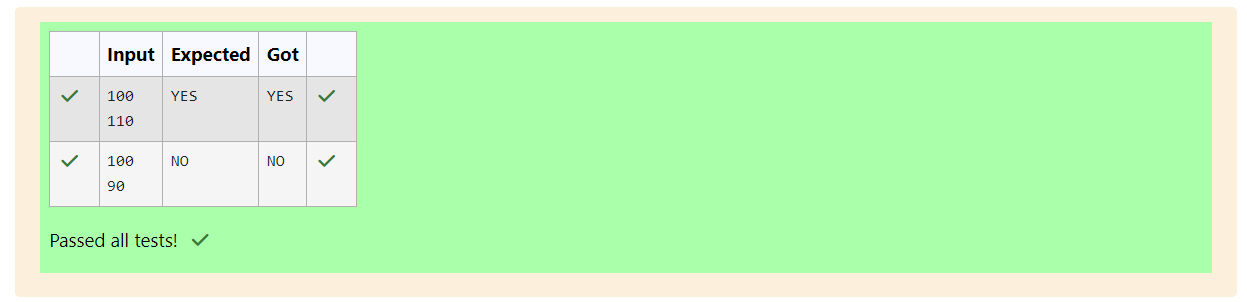 Input Expected Got
100 YES YES
110
100 NO NO
90
Passed all tests!